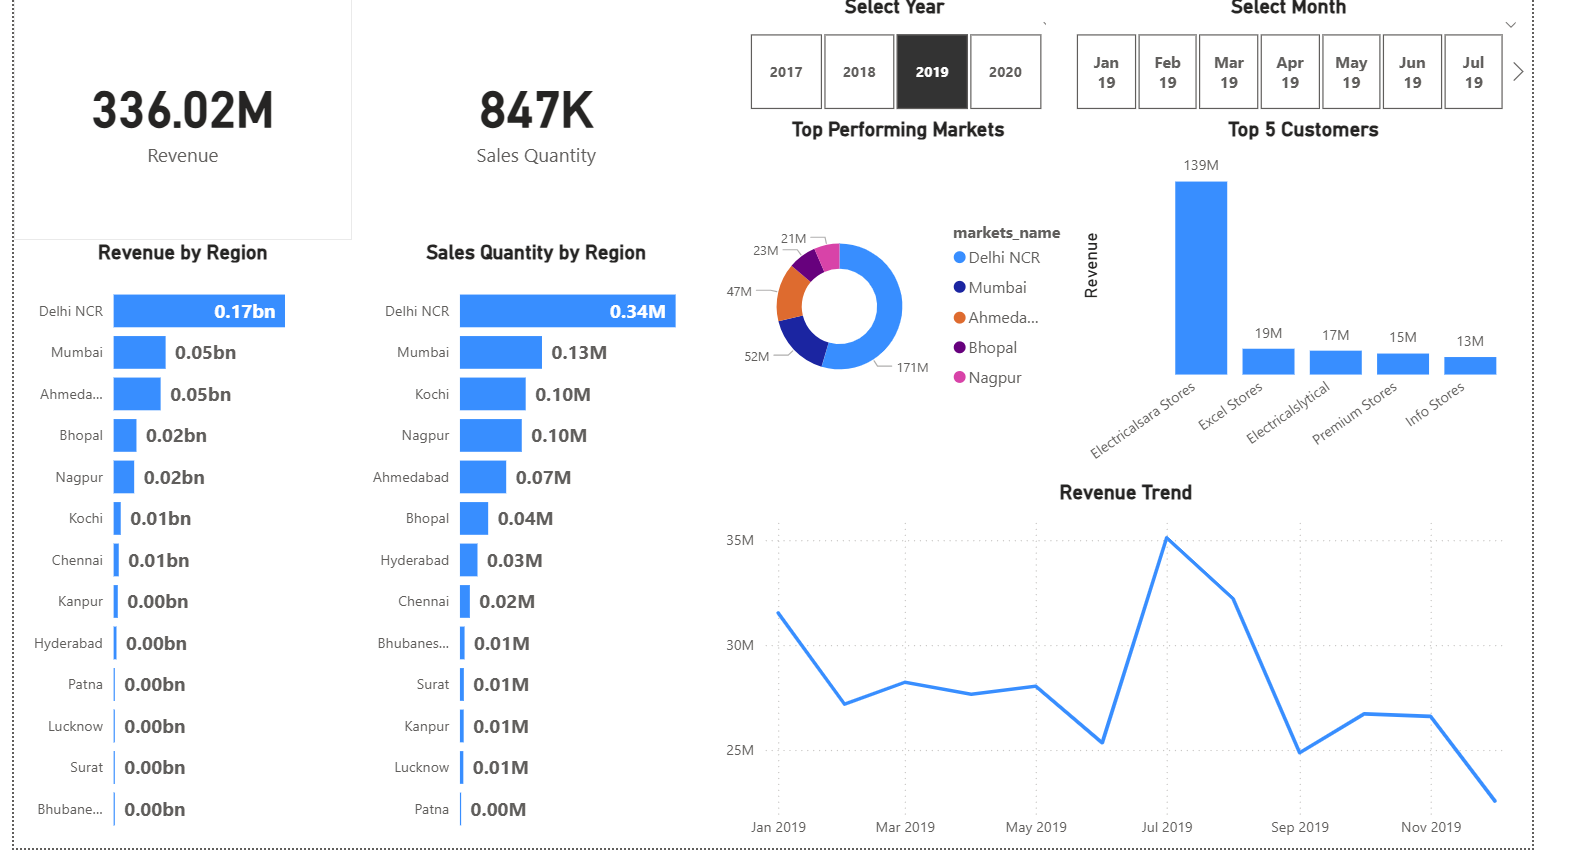 Select Year
Select Month
2017
2018
2019
2020
Jan
19
Feb
19
Mar
19
Apr
19
May
19
Jun
19
Jul
19
336.02M
Revenue
847K
Sales Quantity
Top Performing Markets
21M
23M
47M
52M
171M
markets_name
Delhi NCR
Mumbai
Ahmeda...
Bhopal
Nagpur
Top 5 Customers
Revenue
139M
19M
17M
15M
13M
Electricalsara Stores
Excel Stores
Electricalslytical
Premium Stores
Info Stores
Revenue by Region
Delhi NCR 0.17bn
Mumbai 0.05bn
Ahmeda... 0.05bn
Bhopal 0.02bn
Nagpur 0.02bn
Kochi 0.01bn
Chennai 0.01bn
Kanpur 0.00bn
Hyderabad 0.00bn
Patna 0.00bn
Lucknow 0.00bn
Surat 0.00bn
Bhubane... 0.00bn
Sales Quantity by Region
Delhi NCR 0.34M
Mumbai 0.13M
Kochi 0.10M
Nagpur 0.10M
Ahmedabad 0.07M
Bhopal 0.04M
Hyderabad 0.03M
Chennai 0.02M
Bhubanes... 0.01M
Surat 0.01M
Kanpur 0.01M
Lucknow 0.01M
Patna 0.00M
Revenue Trend
35M
30M
25M
Jan 2019
Mar 2019
May 2019
Jul 2019
Sep 2019
Nov 2019